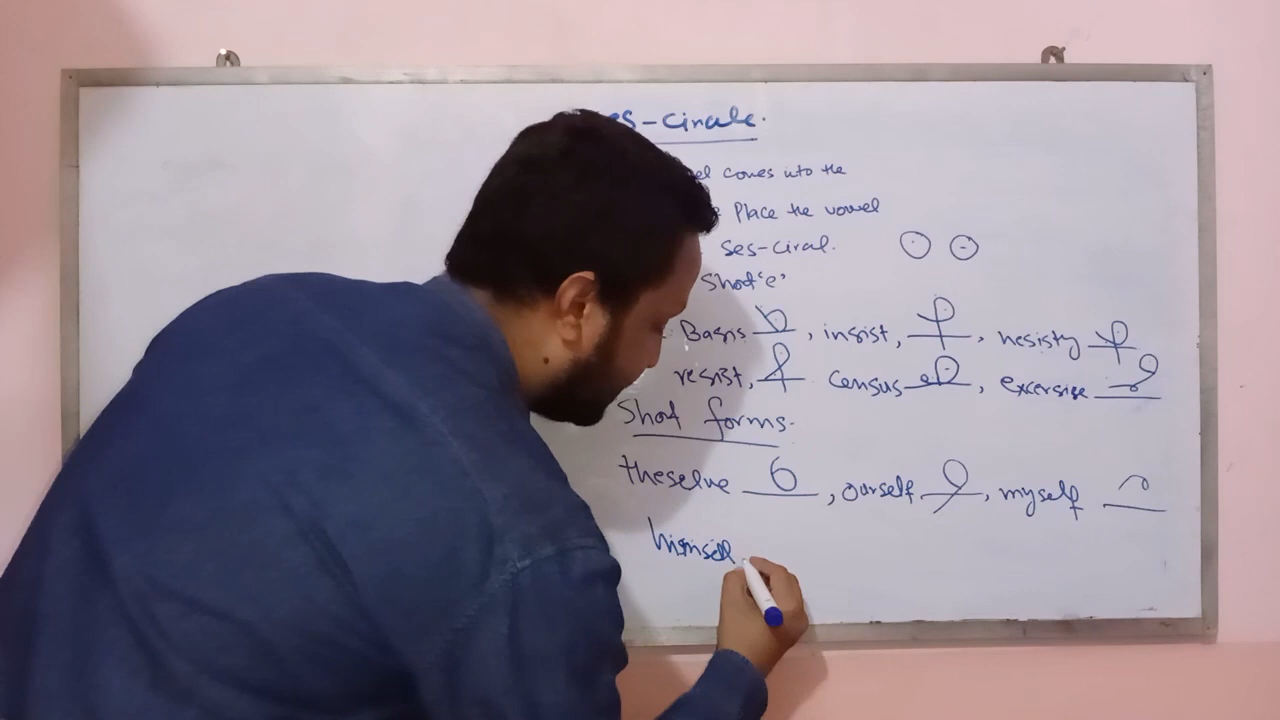 es-Circle.
el comes into the
Place the vowel
ses-ciral.
Short 'e'
Basis, insist, hesisty
resist, census, excersise
Short forms.
theselve, ourself, myself
himself